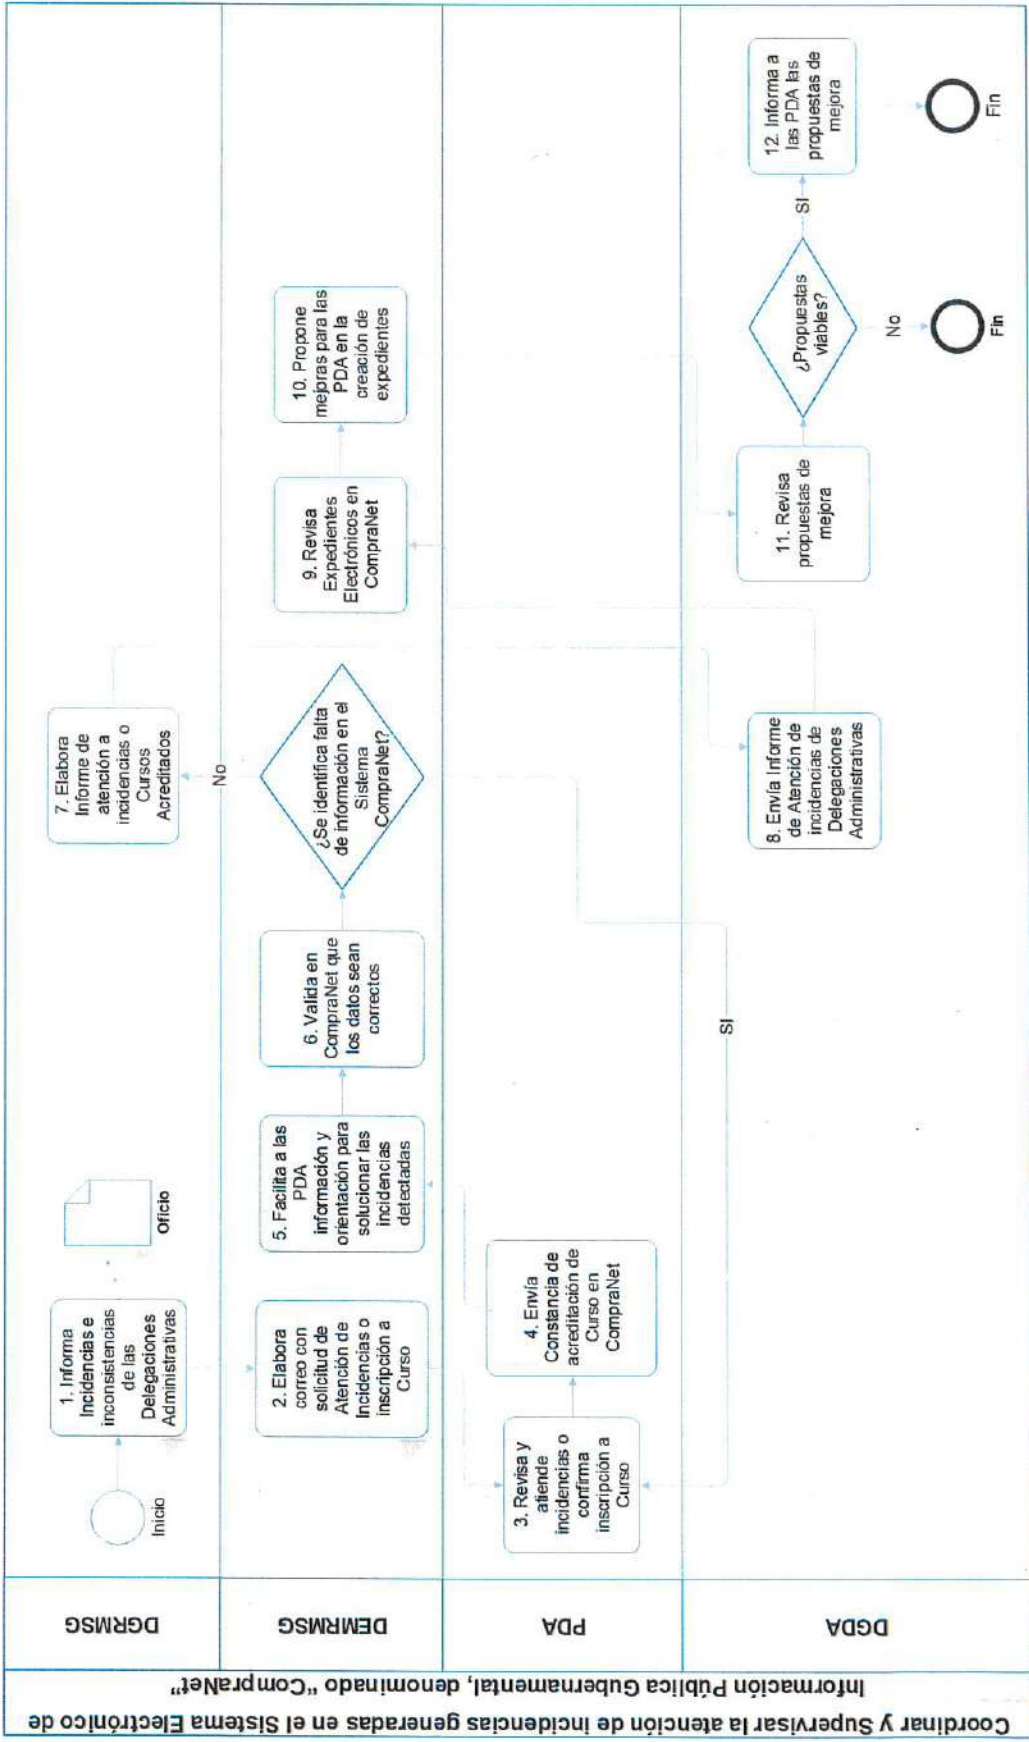 Coordinar y Supervisar la atención de incidencias generadas en el Sistema Electrónico de
Información Pública Gubernamental, denominado "CompraNet"
DGRMSG
Inicio
1. Informa
Incidencias e
inconsistencias
de las
Delegaciones
Administrativas
Oficio
7. Elabora
Informe de
atención a
incidencias o
Cursos
Acreditados
DEMRMSG
2. Elabora
correo con
solicitud de
Atención de
Incidencias o
inscripción a
Curso
5. Facilita a las
PDA
información y
orientación para
solucionar las
incidencias
detectadas
6. Valida en
CompraNet que
los datos sean
correctos
¿Se identifica falta
de información en el
Sistema
CompraNet?
No
9. Revisa
Expedientes
Electrónicos en
CompraNet
10. Propone
mejoras para las
PDA en la
creación de
expedientes
PDA
3. Revisa y
atiende
incidencias o
confirma
inscripción a
Curso
4. Envía
Constancia de
acreditación de
Curso en
CompraNet
DGDA
SI
8. Envía Informe
de Atención de
incidencias de
Delegaciones
Administrativas
11. Revisa
propuestas de
mejora
¿Propuestas
viables?
SI
No
Fin
12. Informa a
las PDA las
propuestas de
mejora
Fin